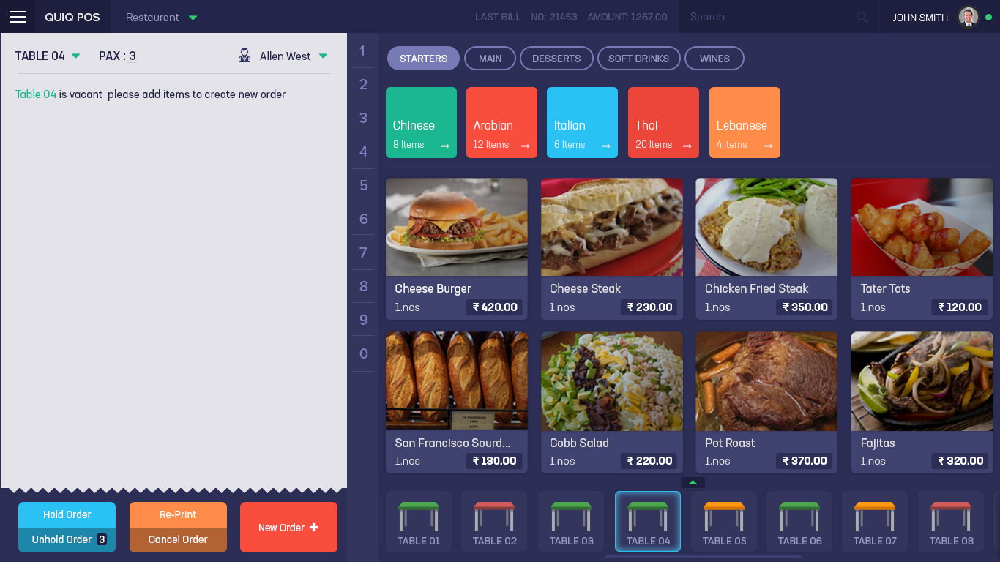 QUIQ POS
Restaurant
LAST BILL NO: 21453 AMOUNT: 1267.00
Search
JOHN SMITH
TABLE 04 PAX : 3
Allen West
Table 04 is vacant please add items to create new order
1
2
3
4
5
6
7
8
9
0
STARTERS
MAIN
DESSERTS
SOFT DRINKS
WINES
Chinese
8 Items
Arabian
12 Items
Italian
6 Items
Thai
20 Items
Lebanese
4 Items
Cheese Burger
1.nos ₹ 420.00
Cheese Steak
1.nos ₹ 230.00
Chicken Fried Steak
1.nos ₹ 350.00
Tater Tots
1.nos ₹ 120.00
San Francisco Sourd...
1.nos ₹ 130.00
Cobb Salad
1.nos ₹ 220.00
Pot Roast
1.nos ₹ 370.00
Fajitas
1.nos ₹ 320.00
Hold Order
Unhold Order 3
Re-Print
Cancel Order
New Order +
TABLE 01
TABLE 02
TABLE 03
TABLE 04
TABLE 05
TABLE 06
TABLE 07
TABLE 08